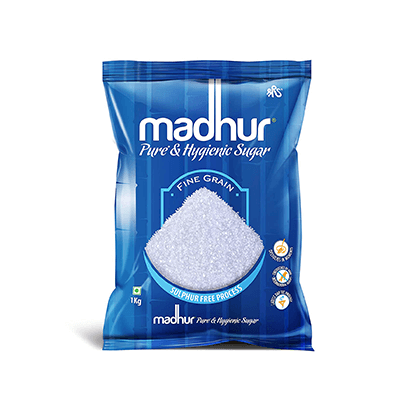 madhur®
Pure & Hygienic Sugar
FINE GRAIN
SULPHUR FREE PROCESS
1Kg
madhur Pure & Hygienic Sugar